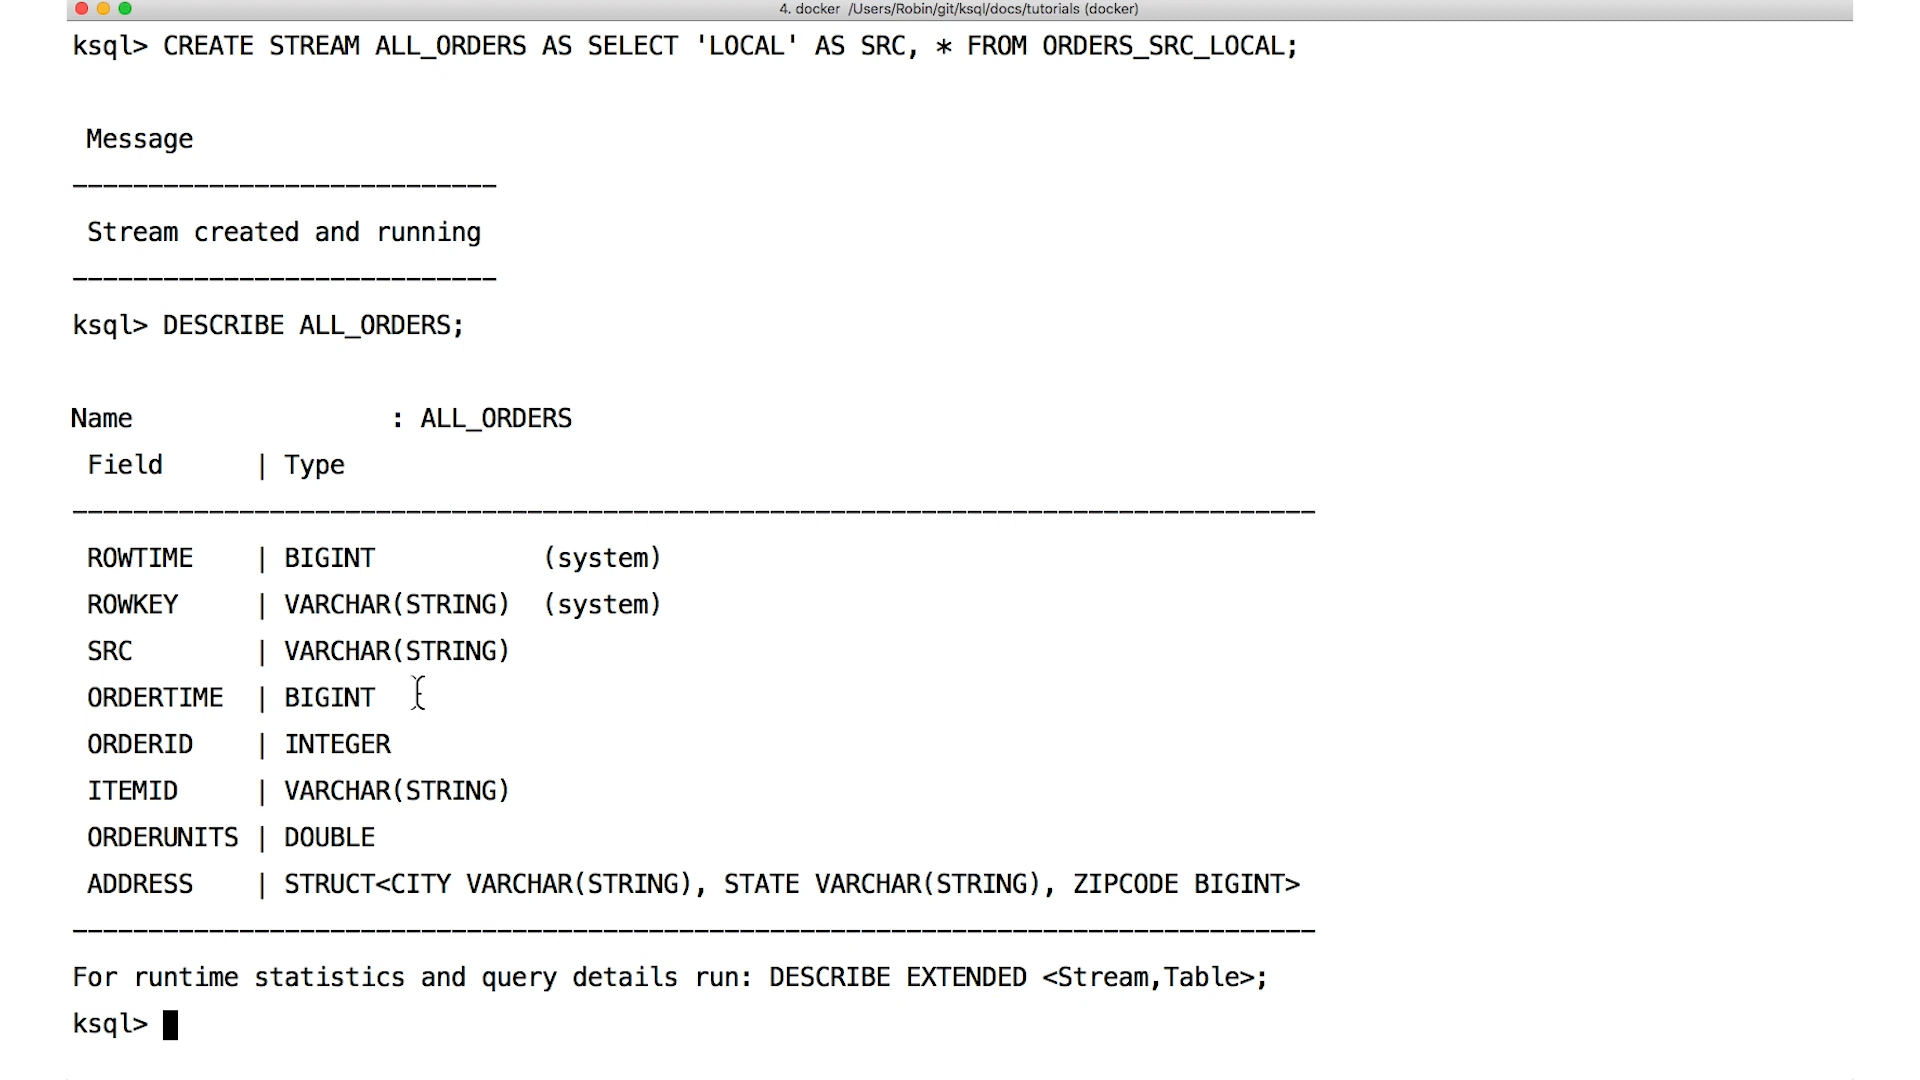 4. docker /Users/Robin/git/ksql/docs/tutorials (docker)
ksql> CREATE STREAM ALL_ORDERS AS SELECT 'LOCAL' AS SRC, * FROM ORDERS_SRC_LOCAL;
Message
----------------------------
Stream created and running
----------------------------
ksql> DESCRIBE ALL_ORDERS;
Name                 : ALL_ORDERS
Field      | Type
----------------------------------------------------------------------------------
ROWTIME    | BIGINT           (system)
ROWKEY     | VARCHAR(STRING)  (system)
SRC        | VARCHAR(STRING)
ORDERTIME  | BIGINT
ORDERID    | INTEGER
ITEMID     | VARCHAR(STRING)
ORDERUNITS | DOUBLE
ADDRESS    | STRUCT<CITY VARCHAR(STRING), STATE VARCHAR(STRING), ZIPCODE BIGINT>
----------------------------------------------------------------------------------
For runtime statistics and query details run: DESCRIBE EXTENDED <Stream,Table>;
ksql>